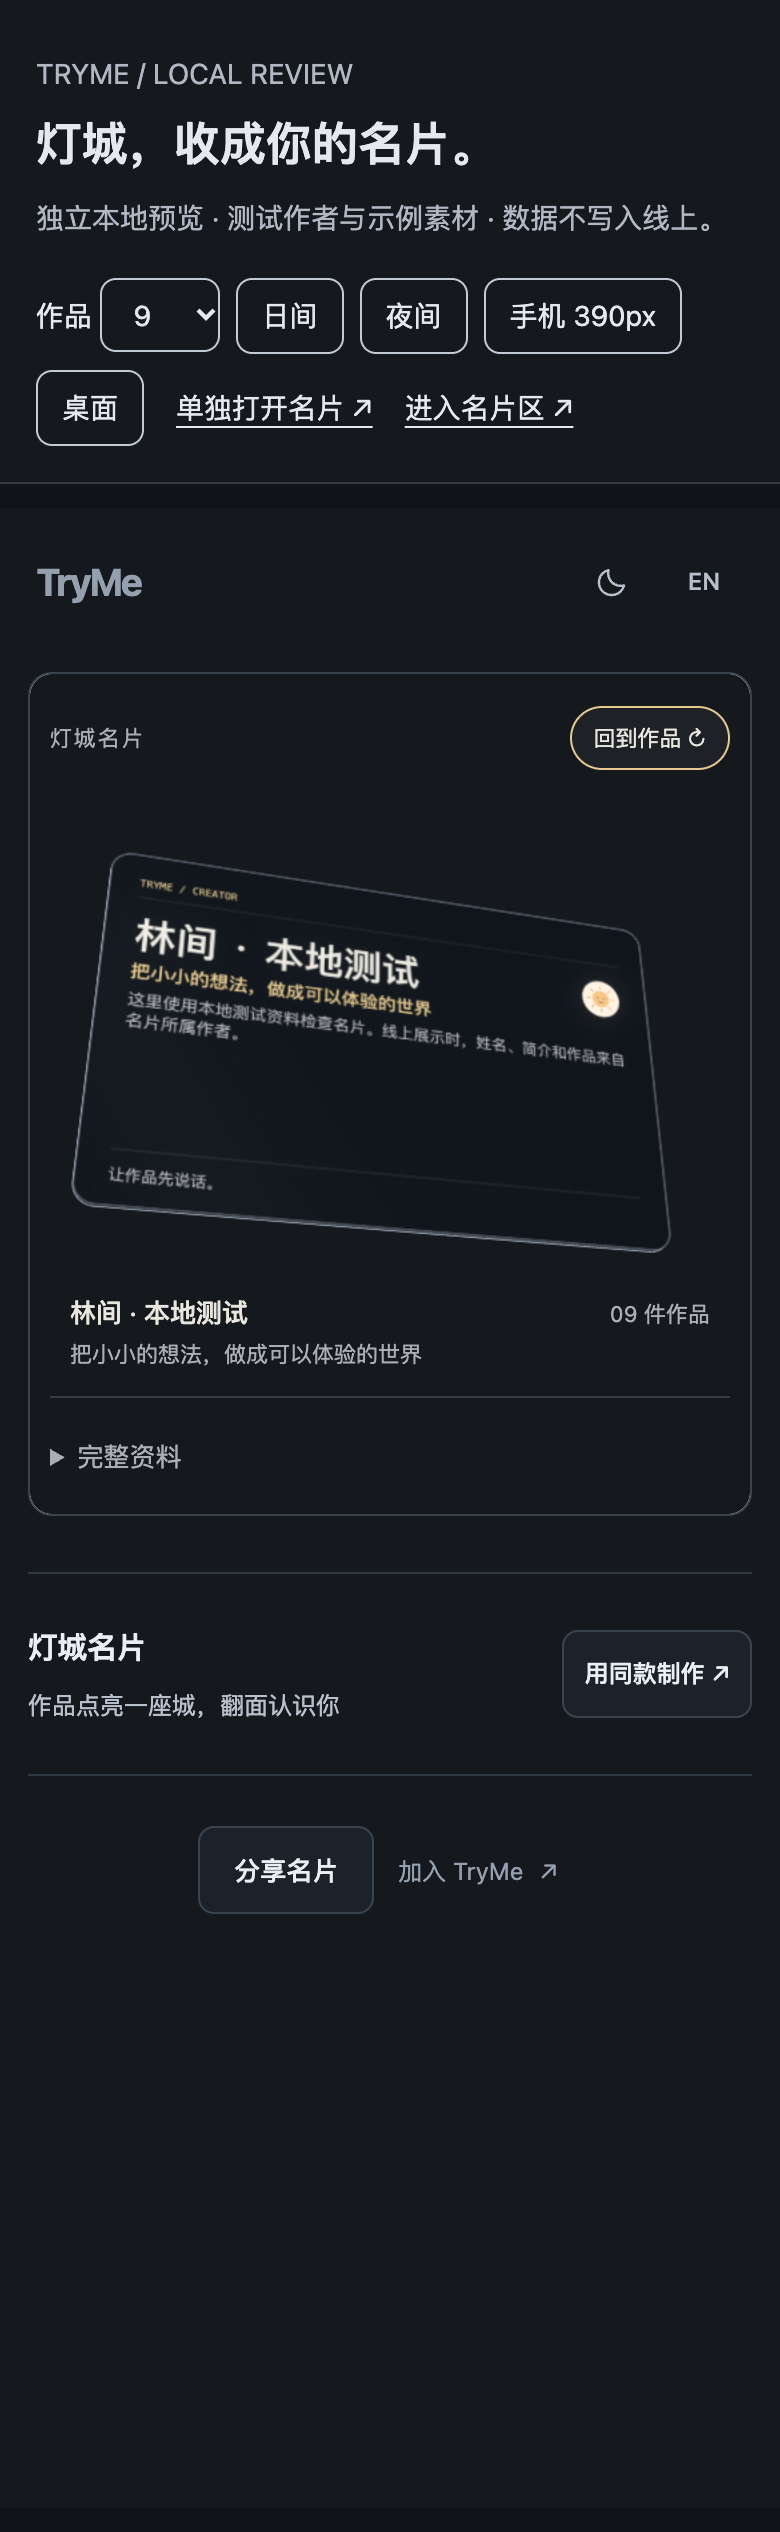 TRYME / LOCAL REVIEW
灯城，收成你的名片。
独立本地预览 · 测试作者与示例素材 · 数据不写入线上。
作品 9 日间 夜间 手机 390px
桌面 单独打开名片 ↗ 进入名片区 ↗
TryMe EN
灯城名片 回到作品 ↻
TRYME / CREATOR
林间 · 本地测试
把小小的想法，做成可以体验的世界
这里使用本地测试资料检查名片。线上展示时，姓名、简介和作品来自
名片所属作者。
让作品先说话。
林间 · 本地测试 09 件作品
把小小的想法，做成可以体验的世界
▶ 完整资料
灯城名片
作品点亮一座城，翻面认识你
用同款制作 ↗
分享名片 加入 TryMe ↗